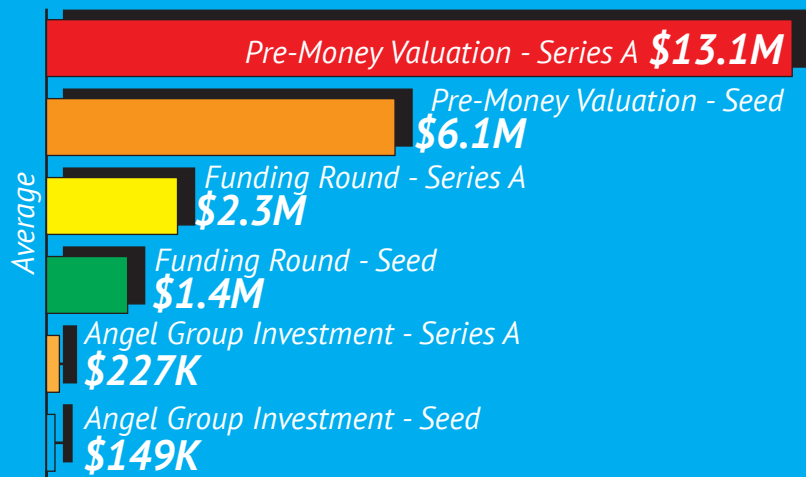 Average
Pre-Money Valuation - Series A $13.1M
Pre-Money Valuation - Seed
$6.1M
Funding Round - Series A
$2.3M
Funding Round - Seed
$1.4M
Angel Group Investment - Series A
$227K
Angel Group Investment - Seed
$149K